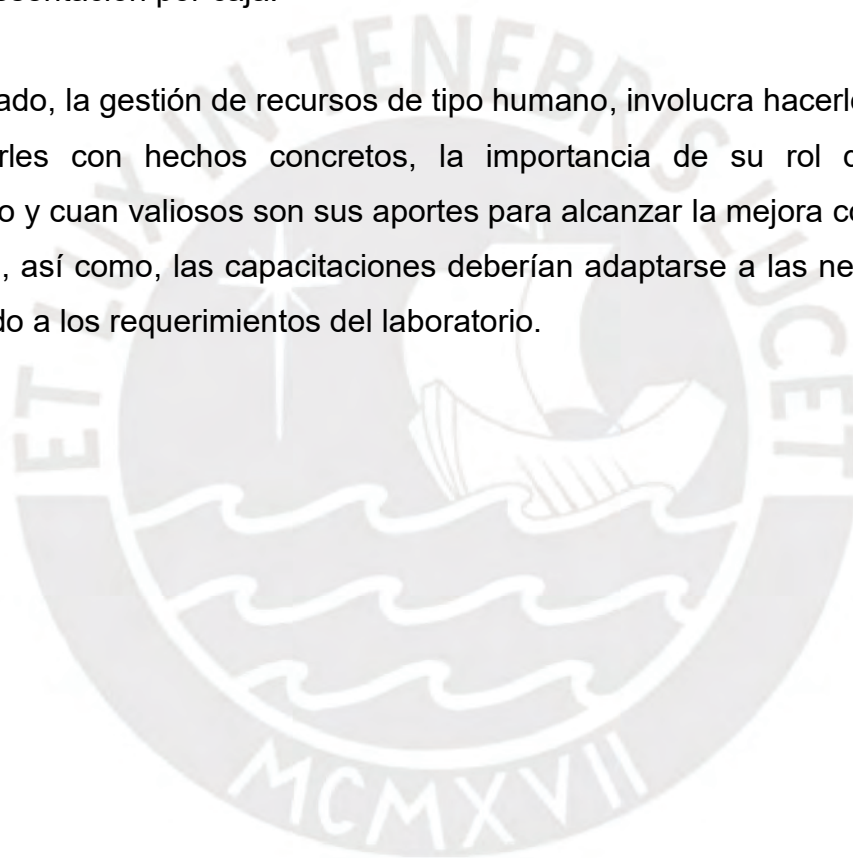 por caja.
ado, la gestión de recursos de tipo humano, involucra
rles con hechos concretos, la importancia de su rol
o y cuan valiosos son sus aportes para alcanzar la mejora
, así como, las capacitaciones deberían adaptarse a las ne
do a los requerimientos del laboratorio.
ET LUX IN TENEBRIS LUCET
MCMXVII